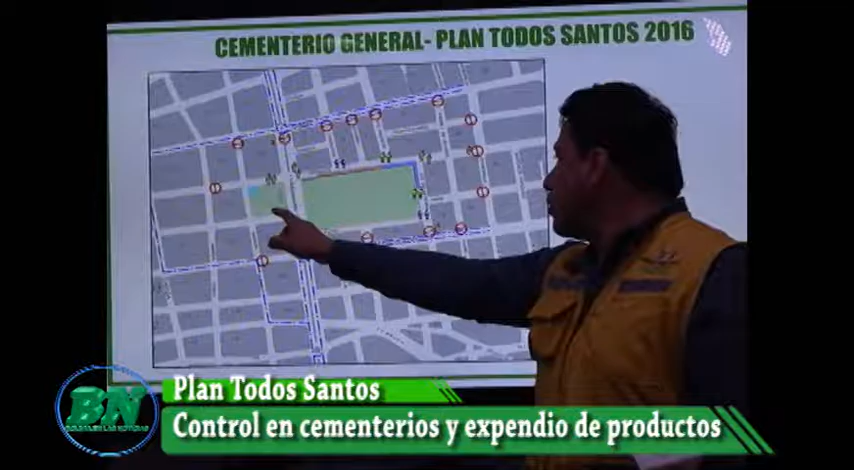 CEMENTERIO GENERAL- PLAN TODOS SANTOS 2016
Plan Todos Santos
BN
Control en cementerios y expendio de productos